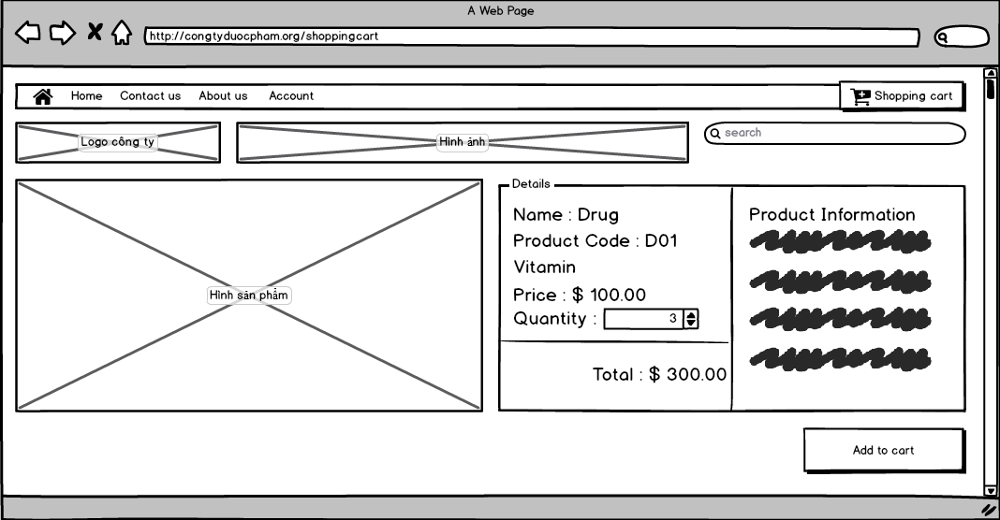 A Web Page
http://congtyduocpham.org/shoppingcart
Home Contact us About us Account Shopping cart
Logo công ty
Hình ảnh
search
Details
Name : Drug
Product Code : D01
Vitamin
Price : $ 100.00
Quantity : 3
Total : $ 300.00
Product Information
Hình sản phẩm
Add to cart